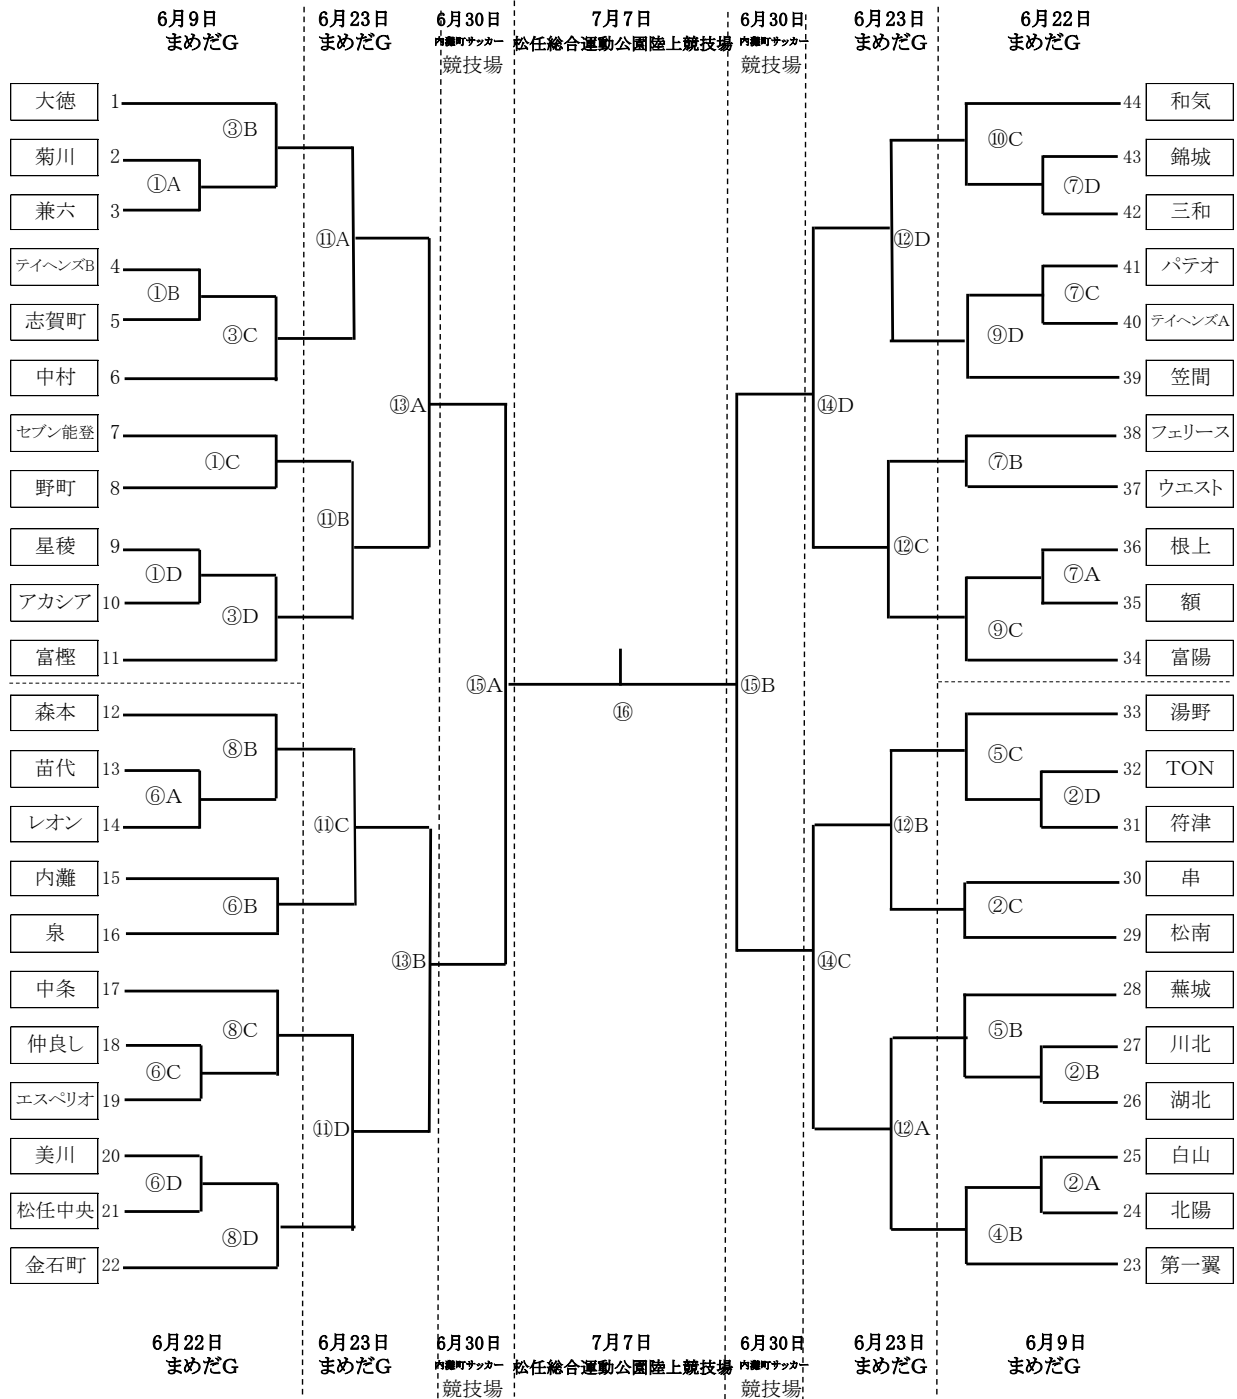 6月9日
まめだG
6月23日
まめだG
6月30日
内灘町サッカー
競技場
7月7日
松任総合運動公園陸上競技場
6月30日
内灘町サッカー
競技場
6月23日
まめだG
6月22日
まめだG
大徳 1
③B
菊川 2
①A
兼六 3
⑪A
テイヘンズB 4
①B
志賀町 5
③C
中村 6
⑬A
セブン能登 7
①C
野町 8
⑪B
星稜 9
①D
アカシア 10
③D
富樫 11
⑮A
森本 12
⑧B
苗代 13
⑥A
レオン 14
⑪C
内灘 15
⑥B
泉 16
⑬B
中条 17
⑧C
仲良し 18
⑥C
エスペリオ 19
⑪D
美川 20
⑥D
松任中央 21
⑧D
金石町 22
⑯
44 和気
⑩C
43 錦城
⑦D
42 三和
⑫D
41 パテオ
⑦C
40 テイヘンズA
⑨D
39 笠間
⑭D
38 フェリース
⑦B
37 ウエスト
⑫C
36 根上
⑦A
35 額
⑨C
34 富陽
⑮B
33 湯野
⑤C
32 TON
②D
31 符津
⑫B
30 串
②C
29 松南
⑭C
28 蕪城
⑤B
27 川北
②B
26 湖北
⑫A
25 白山
②A
24 北陽
④B
23 第一翼
6月22日
まめだG
6月23日
まめだG
6月30日
内灘町サッカー
競技場
7月7日
松任総合運動公園陸上競技場
6月30日
内灘町サッカー
競技場
6月23日
まめだG
6月9日
まめだG